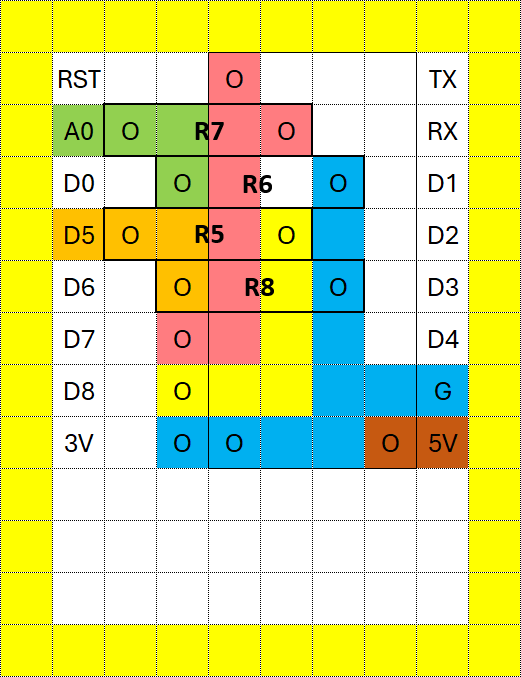 RST O TX
A0 O R7 O RX
D0 O R6 O D1
D5 O R5 O D2
D6 O R8 O D3
D7 O D4
D8 O G
3V O O O 5V